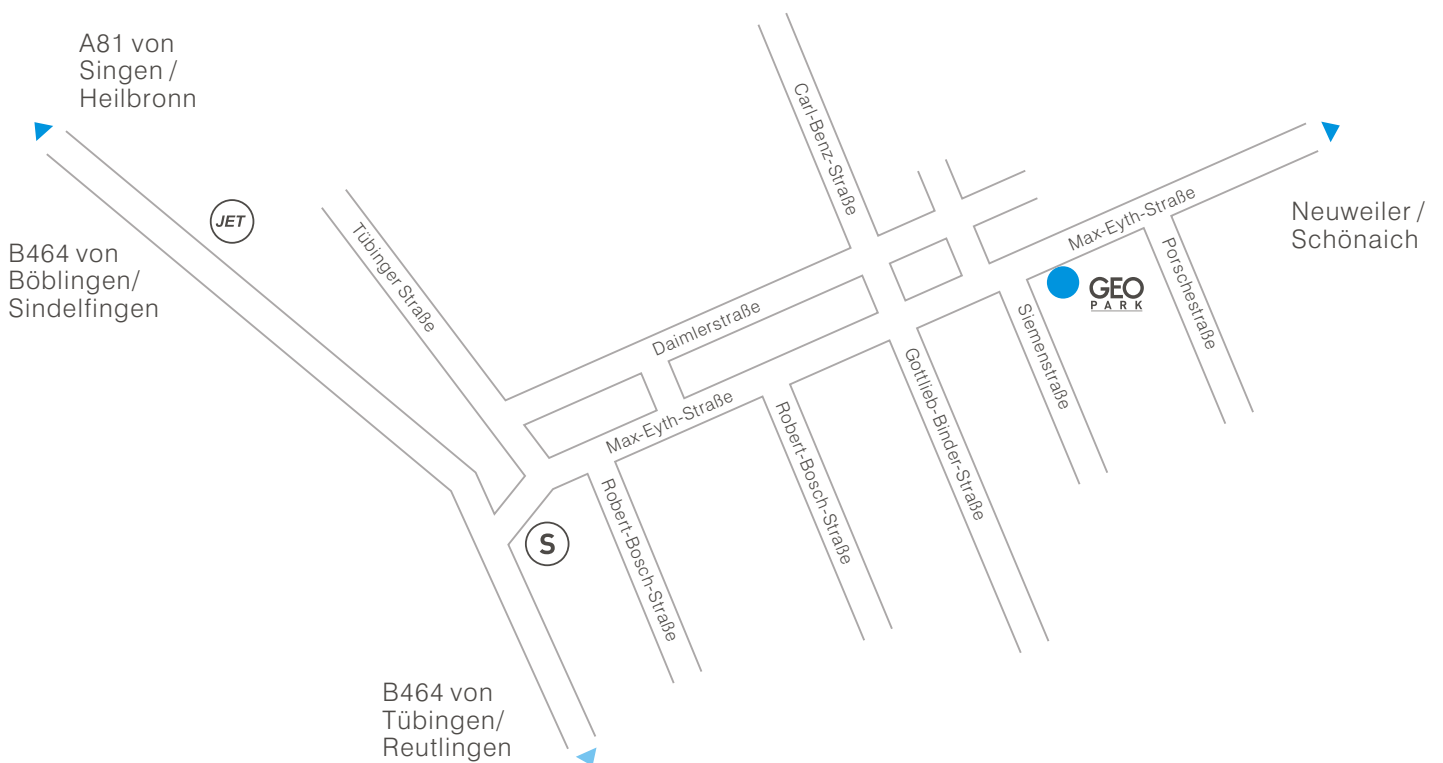 A81 von
Singen /
Heilbronn
JET
B464 von
Böblingen/
Sindelfingen
Tübinger Straße
Carl-Benz-Straße
Daimlerstraße
Max-Eyth-Straße
Neuweiler /
Schönaich
GEO
PARK
Siemenstraße
Porschestraße
Max-Eyth-Straße
Gottlieb-Binder-Straße
Robert-Bosch-Straße
Robert-Bosch-Straße
S
B464 von
Tübingen/
Reutlingen